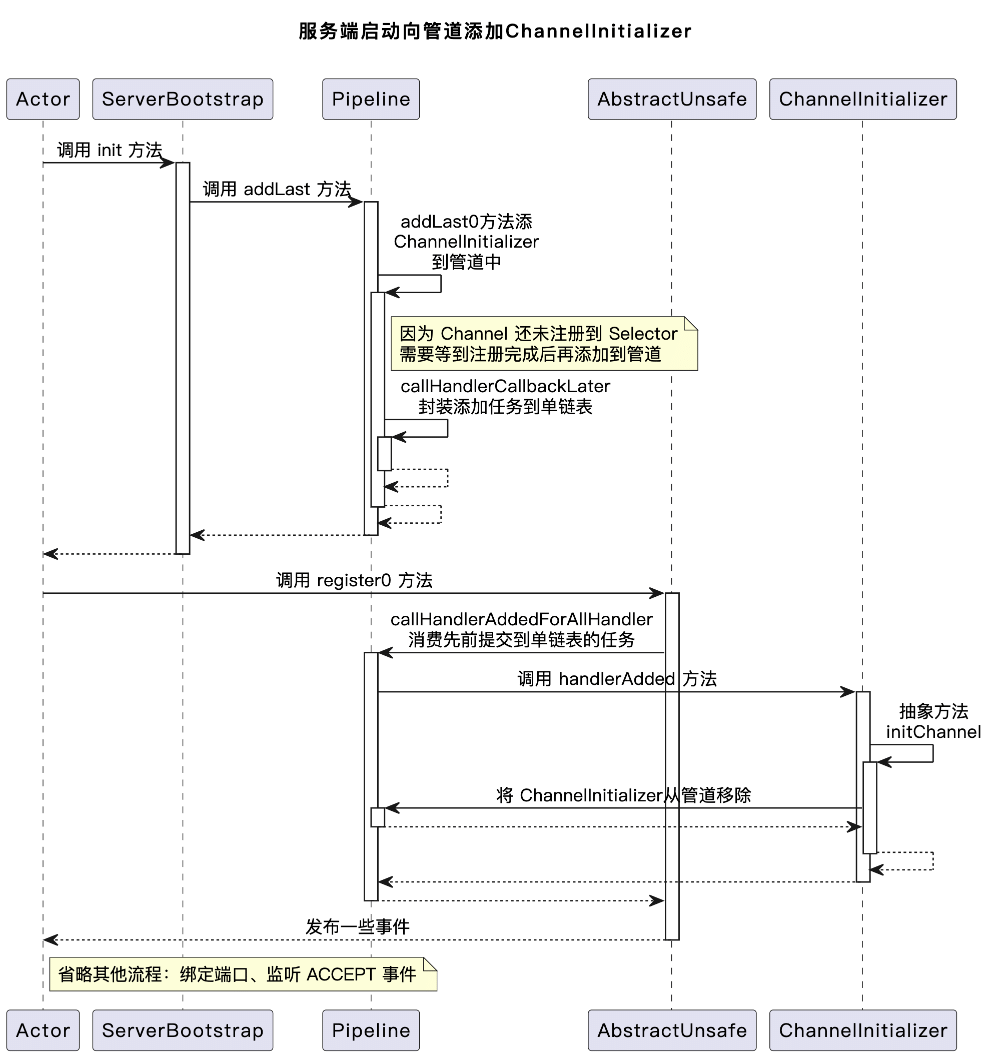 服务端启动向管道添加ChannelInitializer
Actor
ServerBootstrap
Pipeline
AbstractUnsafe
ChannelInitializer
调用 init 方法
调用 addLast 方法
addLast0方法添
ChannelInitializer
到管道中
因为 Channel 还未注册到 Selector
需要等到注册完成后再添加到管道
callHandlerCallbackLater
封装添加任务到单链表
调用 register0 方法
callHandlerAddedForAllHandler
消费先前提交到单链表的任务
调用 handlerAdded 方法
抽象方法
initChannel
将 ChannelInitializer从管道移除
发布一些事件
省略其他流程：绑定端口、监听 ACCEPT 事件
Actor
ServerBootstrap
Pipeline
AbstractUnsafe
ChannelInitializer